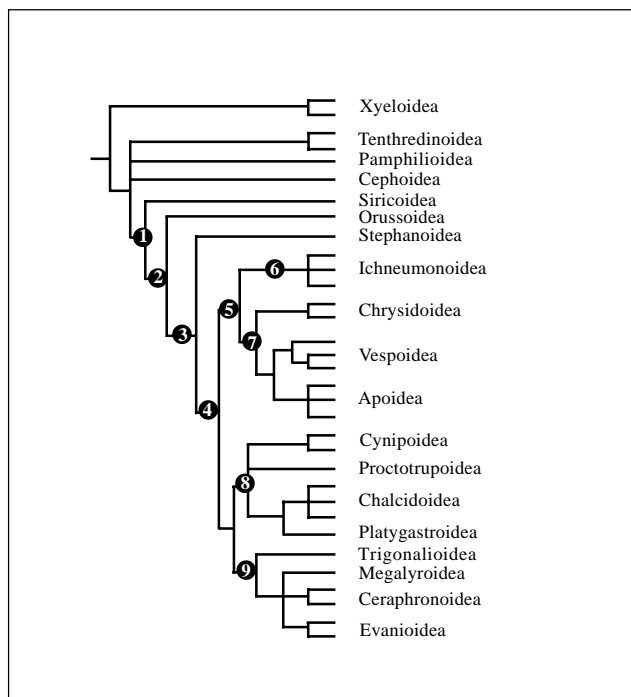 Xyeloidea
Tenthredinoidea
Pamphilioidea
Cephoidea
Siricoidea
1
Orussoidea
Stephanoidea
2
6
Ichneumonoidea
5
Chrysidoidea
3
7
Vespoidea
Apoidea
4
Cynipoidea
Proctotrupoidea
8
Chalcidoidea
Platygastroidea
Trigonalioidea
9
Megalyroidea
Ceraphronoidea
Evanioidea